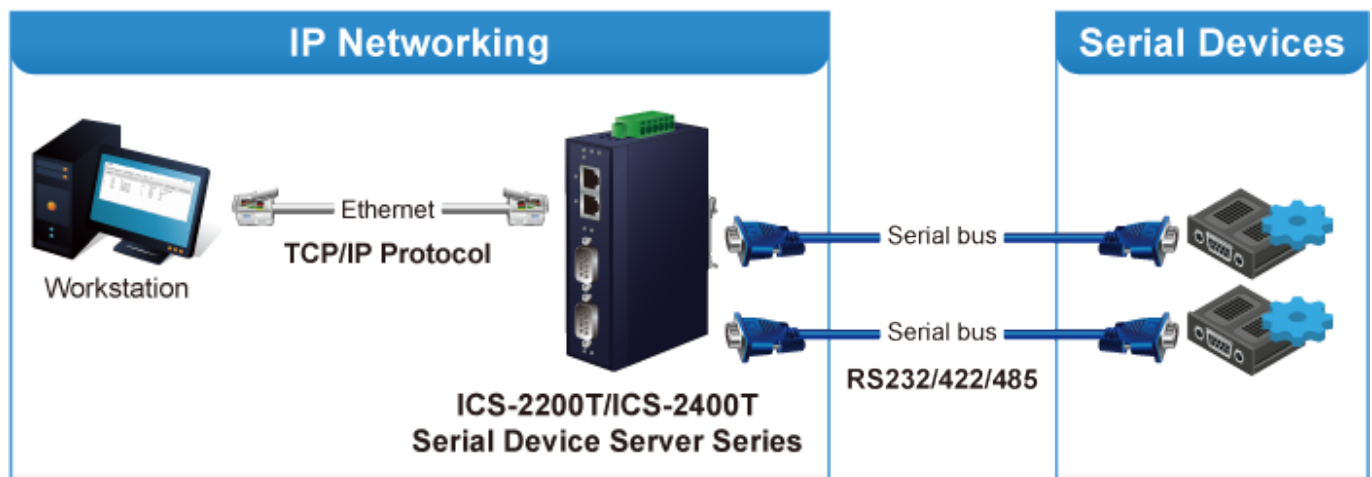 IP Networking
Serial Devices
Ethernet
TCP/IP Protocol
Workstation
Serial bus
Serial bus
RS232/422/485
ICS-2200T/ICS-2400T
Serial Device Server Series